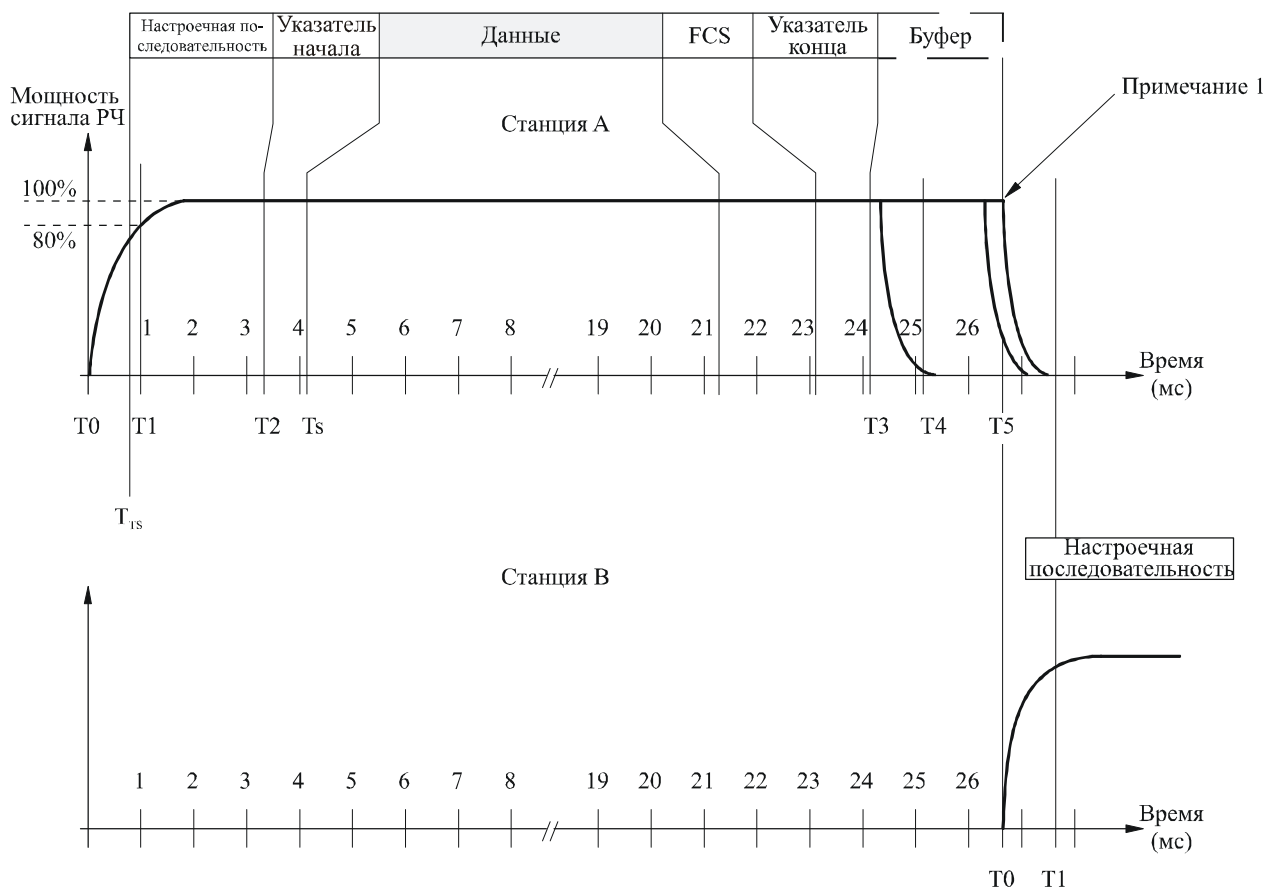 Настроечная по-
следовательность
Указатель
начала
Данные
FCS
Указатель
конца
Буфер
Мощность
сигнала РЧ
Станция А
Примечание 1
100%
80%
1 2 3 4 5 6 7 8 19 20 21 22 23 24 25 26
Время
(мс)
T0 T1 T2 Ts T3 T4 T5
TTS
Настроечная
последовательность
Станция В
1 2 3 4 5 6 7 8 19 20 21 22 23 24 25 26
Время
(мс)
T0 T1